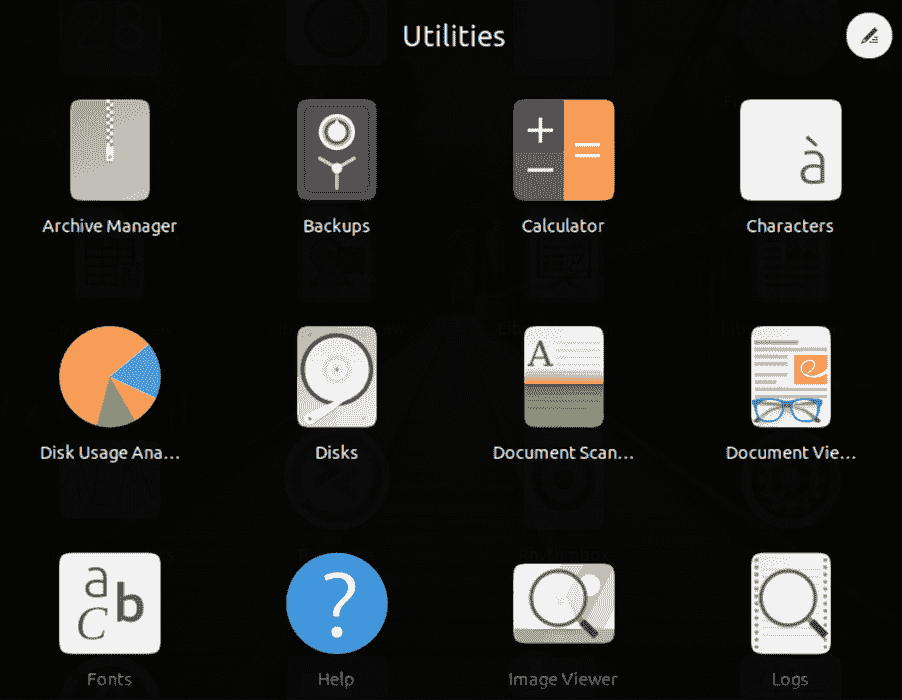 Utilities
Archive Manager
Backups
Calculator
Characters
Disk Usage Ana...
Disks
Document Scan...
Document Vie...
Fonts
Help
Image Viewer
Logs